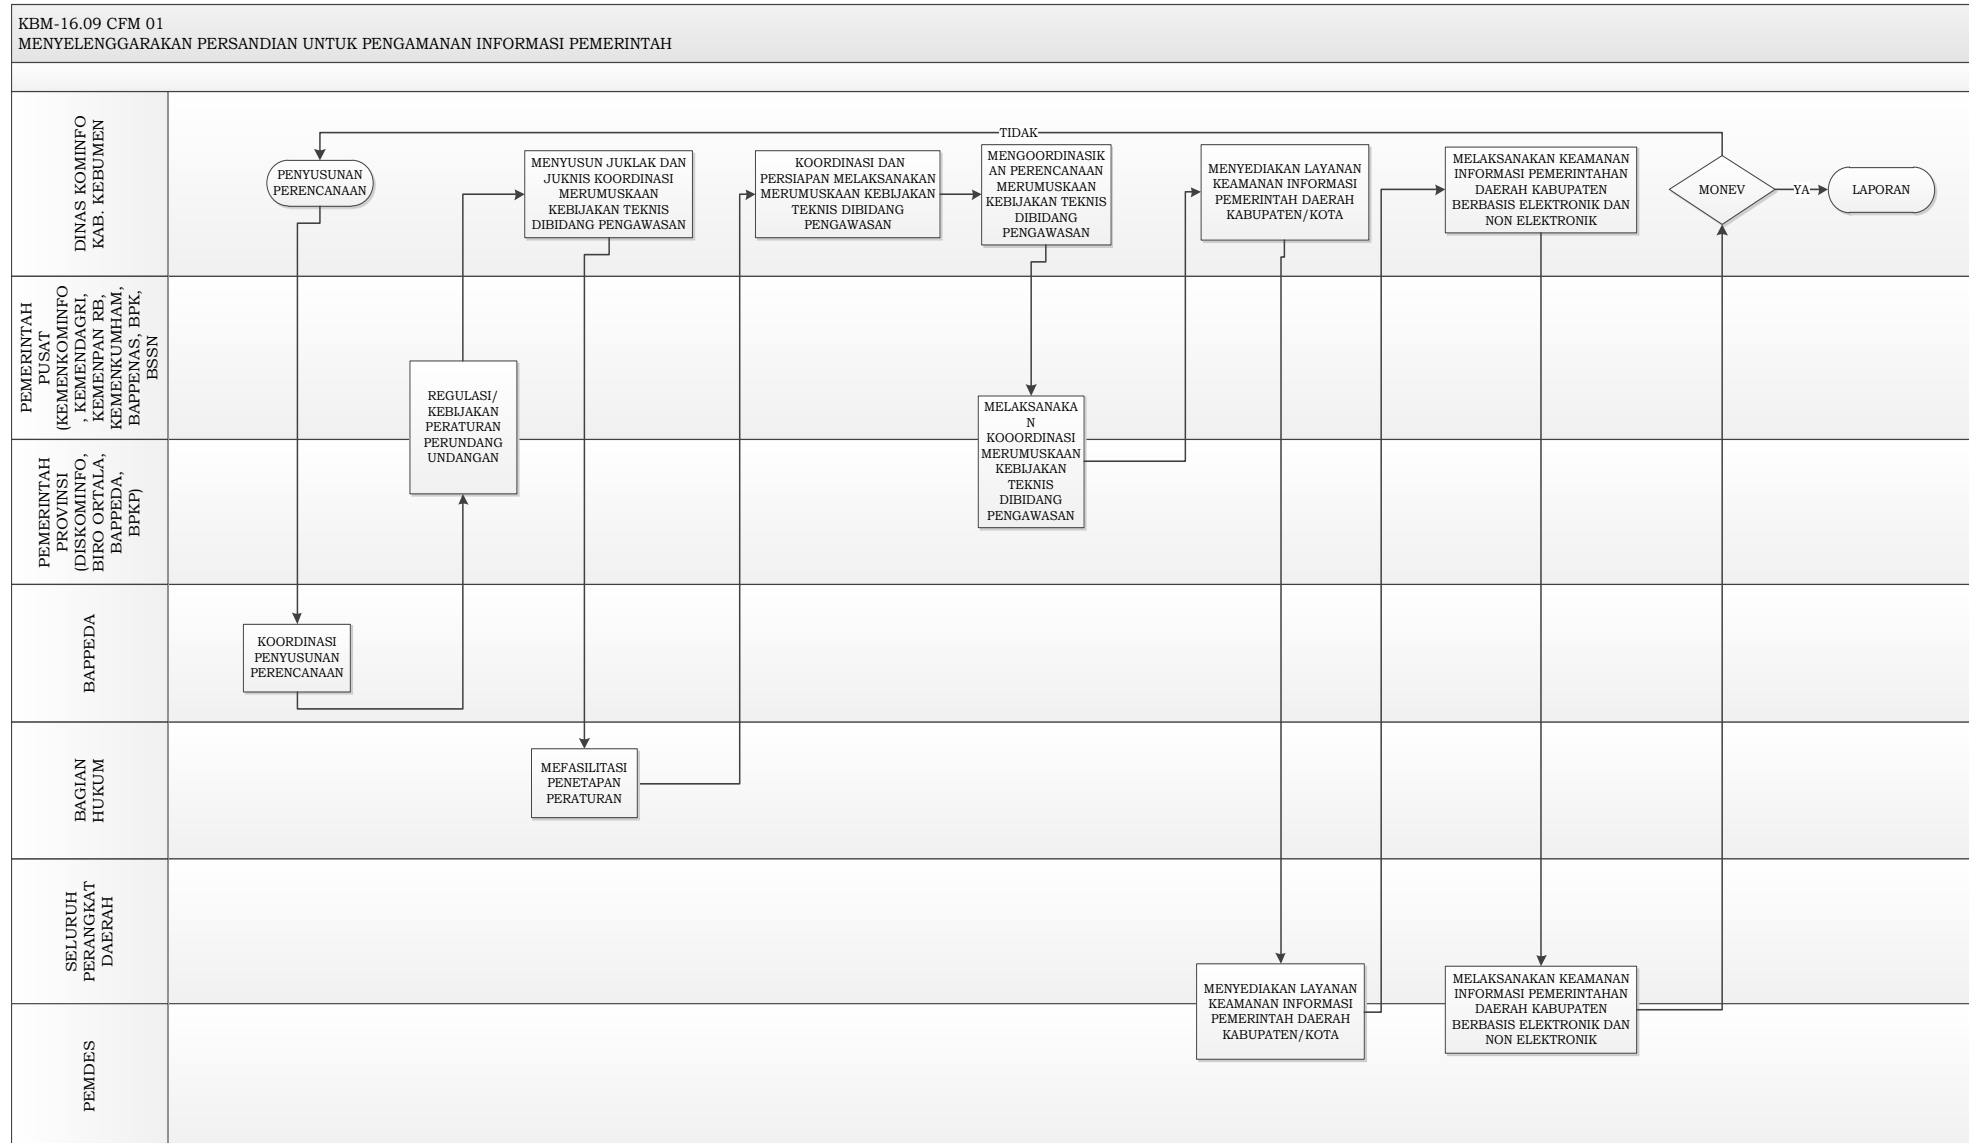 KBM-16.09 CFM 01
MENYELENGGARAKAN PERSANDIAN UNTUK PENGAMANAN INFORMASI PEMERINTAH
DINAS KOMINFO
KAB. KEBUMEN
PENYUSUNAN
PERENCANAAN
MENYUSUN JUKLAK DAN
JUKNIS KOORDINASI
MERUMUSKAAN
KEBIJAKAN TEKNIS
DIBIDANG PENGAWASAN
KOORDINASI DAN
PERSIAPAN MELAKSANAKAN
MERUMUSKAAN KEBIJAKAN
TEKNIS DIBIDANG
PENGAWASAN
TIDAK
MENGOORDINASIK
AN PERENCANAAN
MERUMUSKAAN
KEBIJAKAN TEKNIS
DIBIDANG
PENGAWASAN
MENYEDIAKAN LAYANAN
KEAMANAN INFORMASI
PEMERINTAH DAERAH
KABUPATEN/KOTA
MELAKSANAKAN KEAMANAN
INFORMASI PEMERINTAHAN
DAERAH KABUPATEN
BERBASIS ELEKTRONIK DAN
NON ELEKTRONIK
MONEV
YA
LAPORAN
PEMERINTAH
PUSAT
(KEMENKOMINFO
, KEMENDAGRI,
KEMENPAN RB,
KEMENKUMHAM,
BAPPENAS, BPK,
BSSN
REGULASI/
KEBIJAKAN
PERATURAN
PERUNDANG
UNDANGAN
MELAKSANAKA
N
KOOORDINASI
MERUMUSKAAN
KEBIJAKAN
TEKNIS
DIBIDANG
PENGAWASAN
PEMERINTAH
PROVINSI
(DISKOMINFO,
BIRO ORTALA,
BAPPEDA,
BPKP)
BAPPEDA
KOORDINASI
PENYUSUNAN
PERENCANAAN
BAGIAN
HUKUM
MEFASILITASI
PENETAPAN
PERATURAN
SELURUH
PERANGKAT
DAERAH
MENYEDIAKAN LAYANAN
KEAMANAN INFORMASI
PEMERINTAH DAERAH
KABUPATEN/KOTA
MELAKSANAKAN KEAMANAN
INFORMASI PEMERINTAHAN
DAERAH KABUPATEN
BERBASIS ELEKTRONIK DAN
NON ELEKTRONIK
PEMDES